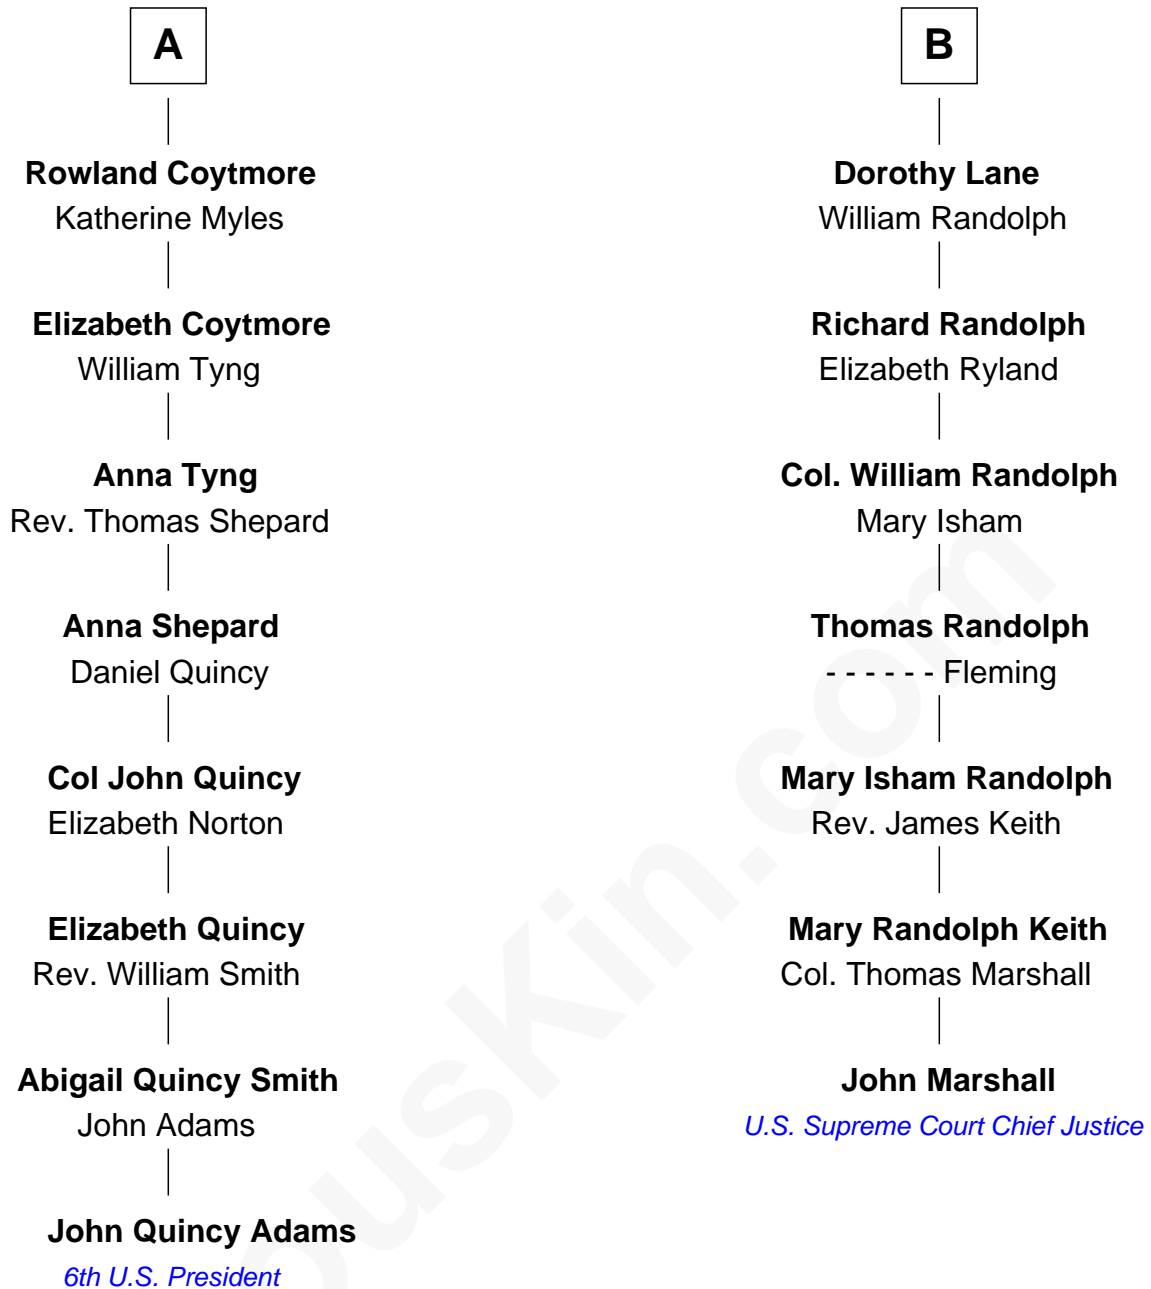 A
Rowland Coytmore
Katherine Myles
Elizabeth Coytmore
William Tyng
Anna Tyng
Rev. Thomas Shepard
Anna Shepard
Daniel Quincy
Col John Quincy
Elizabeth Norton
Elizabeth Quincy
Rev. William Smith
Abigail Quincy Smith
John Adams
John Quincy Adams
6th U.S. President
B
Dorothy Lane
William Randolph
Richard Randolph
Elizabeth Ryland
Col. William Randolph
Mary Isham
Thomas Randolph
- - - - - - Fleming
Mary Isham Randolph
Rev. James Keith
Mary Randolph Keith
Col. Thomas Marshall
John Marshall
U.S. Supreme Court Chief Justice
ousKin.com